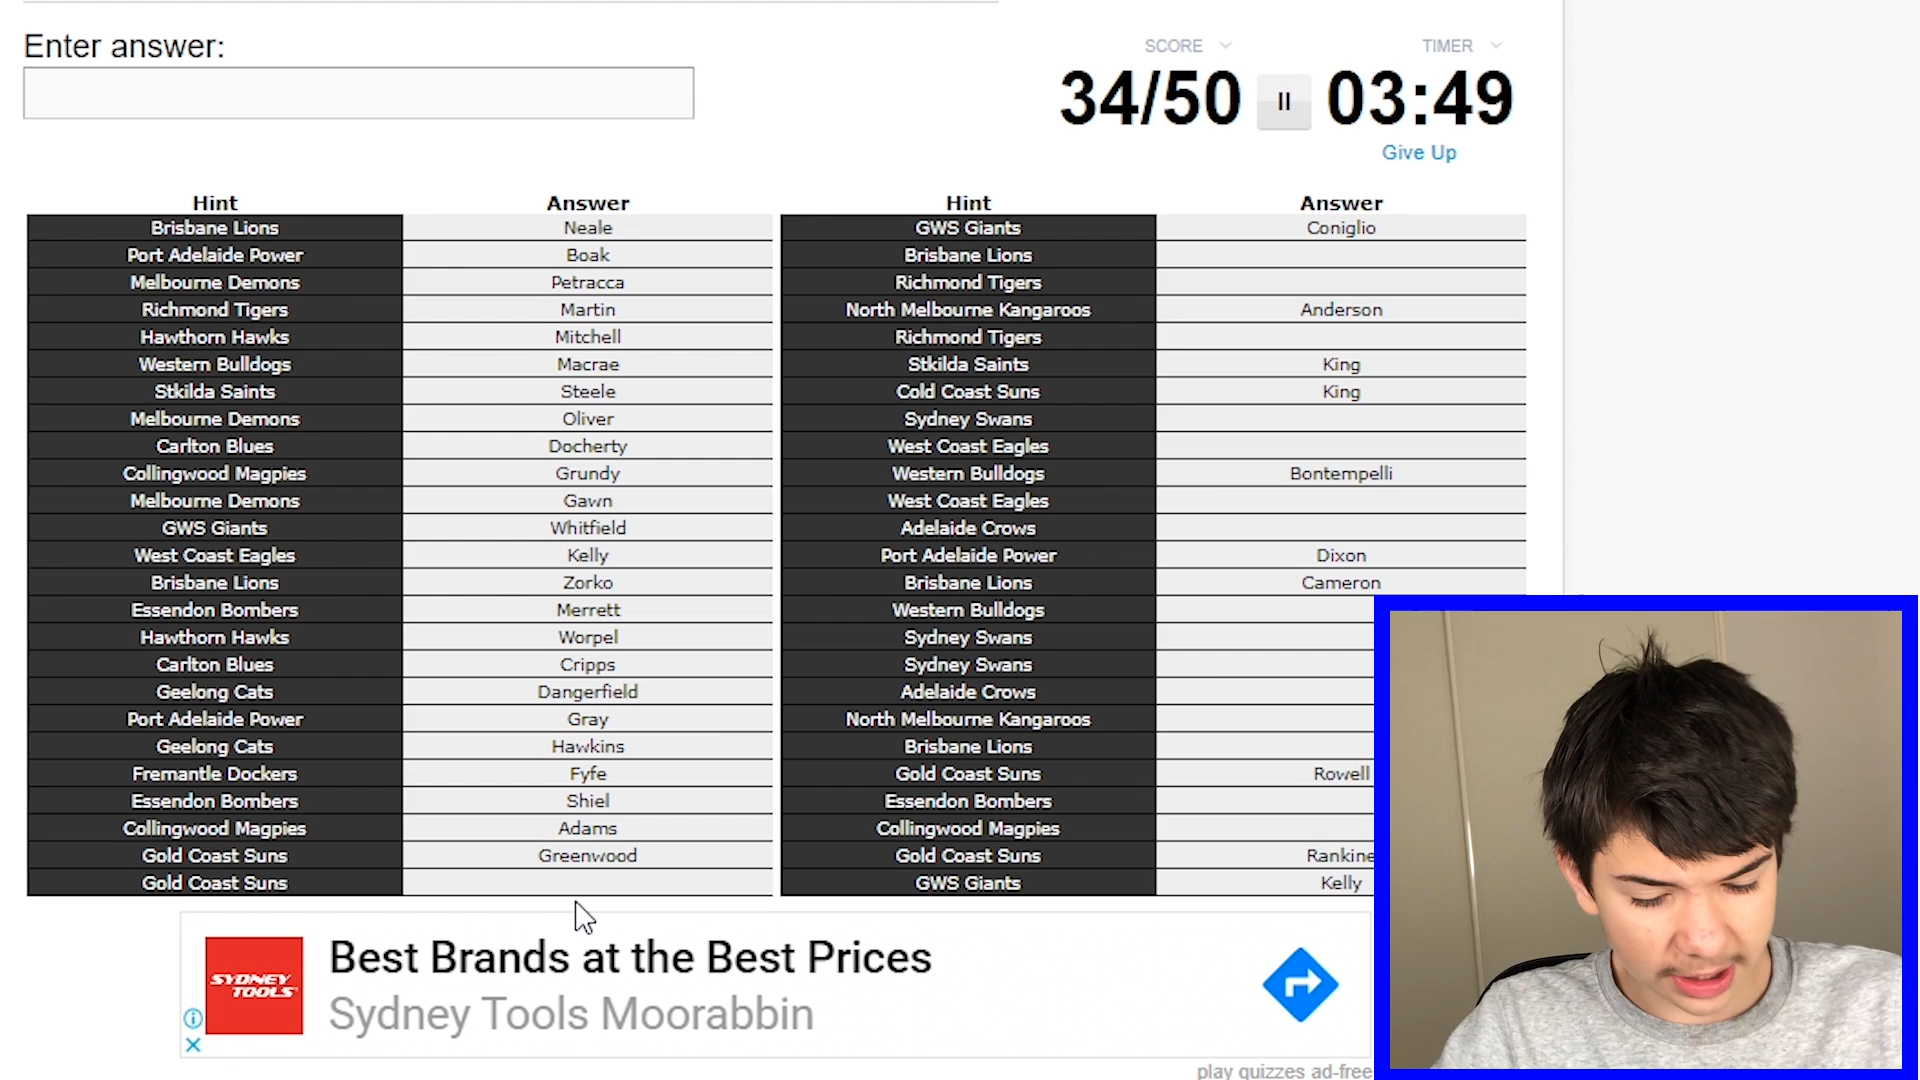 Enter answer:
SCORE
TIMER
34/50
03:49
Give Up
Hint Answer Hint Answer
Brisbane Lions Neale GWS Giants Coniglio
Port Adelaide Power Boak Brisbane Lions
Melbourne Demons Petracca Richmond Tigers
Richmond Tigers Martin North Melbourne Kangaroos Anderson
Hawthorn Hawks Mitchell Richmond Tigers
Western Bulldogs Macrae Stkilda Saints King
Stkilda Saints Steele Cold Coast Suns King
Melbourne Demons Oliver Sydney Swans
Carlton Blues Docherty West Coast Eagles
Collingwood Magpies Grundy Western Bulldogs Bontempelli
Melbourne Demons Gawn West Coast Eagles
GWS Giants Whitfield Adelaide Crows
West Coast Eagles Kelly Port Adelaide Power Dixon
Brisbane Lions Zorko Brisbane Lions Cameron
Essendon Bombers Merrett Western Bulldogs
Hawthorn Hawks Worpel Sydney Swans
Carlton Blues Cripps Sydney Swans
Geelong Cats Dangerfield Adelaide Crows
Port Adelaide Power Gray North Melbourne Kangaroos
Geelong Cats Hawkins Brisbane Lions
Fremantle Dockers Fyfe Gold Coast Suns Rowell
Essendon Bombers Shiel Essendon Bombers
Collingwood Magpies Adams Collingwood Magpies
Gold Coast Suns Greenwood Gold Coast Suns Rankine
Gold Coast Suns GWS Giants Kelly
SYDNEY
TOOLS
Best Brands at the Best Prices
Sydney Tools Moorabbin
play quizzes ad-free